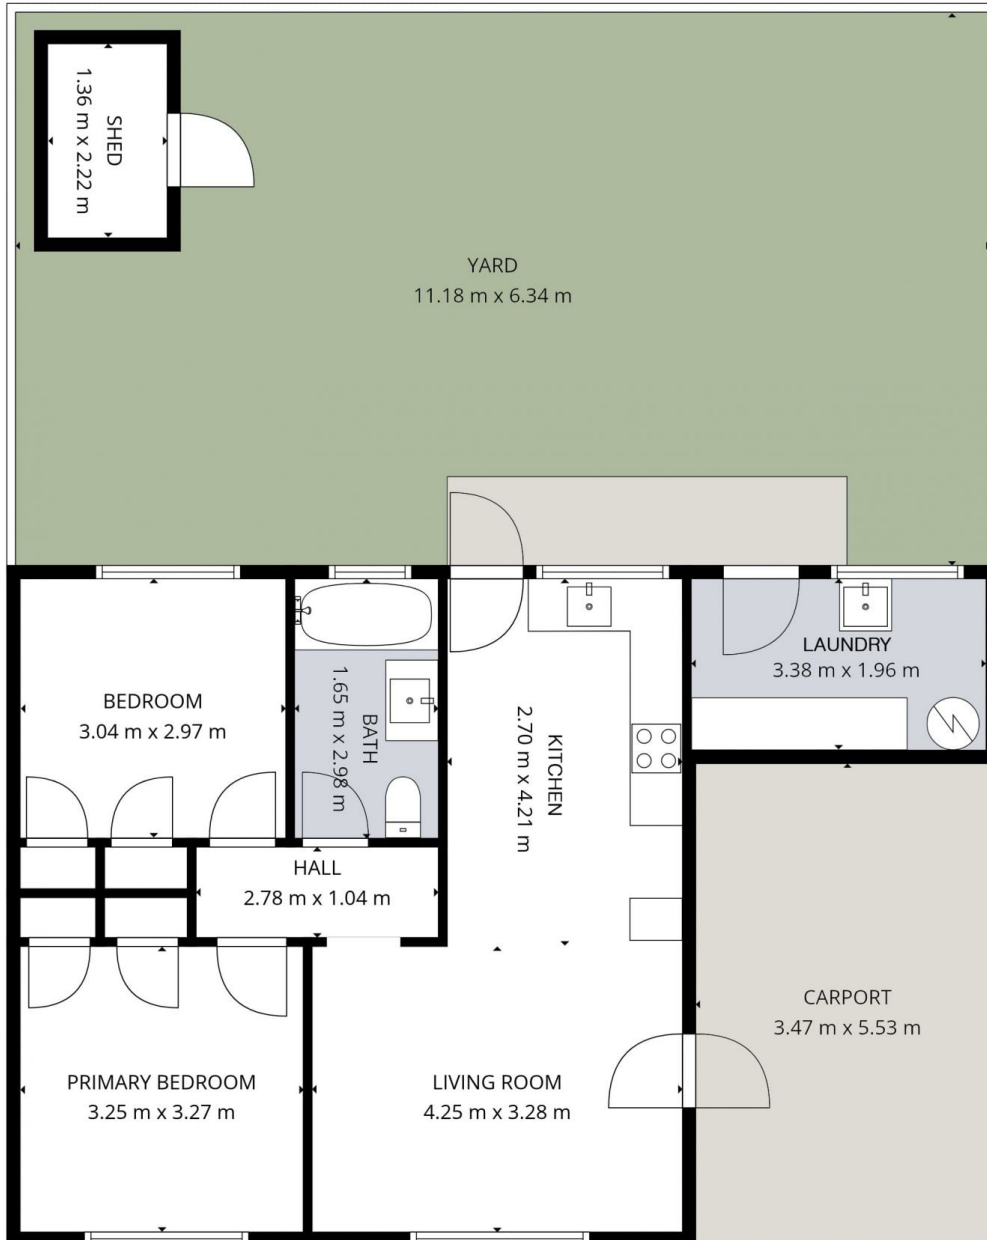 SHED
1.36 m x 2.22 m
YARD
11.18 m x 6.34 m
BEDROOM
3.04 m x 2.97 m
BATH
1.65 m x 2.98 m
KITCHEN
2.70 m x 4.21 m
LAUNDRY
3.38 m x 1.96 m
HALL
2.78 m x 1.04 m
CARPORT
3.47 m x 5.53 m
PRIMARY BEDROOM
3.25 m x 3.27 m
LIVING ROOM
4.25 m x 3.28 m